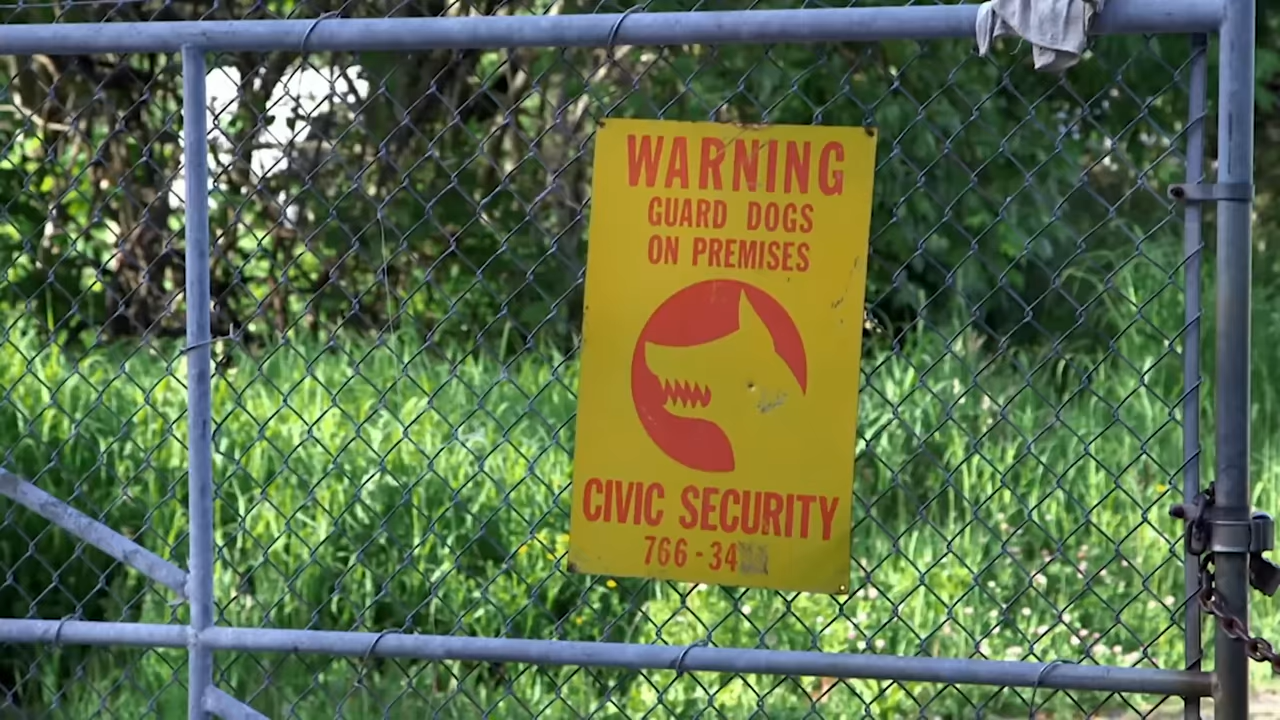 WARNING
GUARD DOGS
ON PREMISES
CIVIC SECURITY
766-34